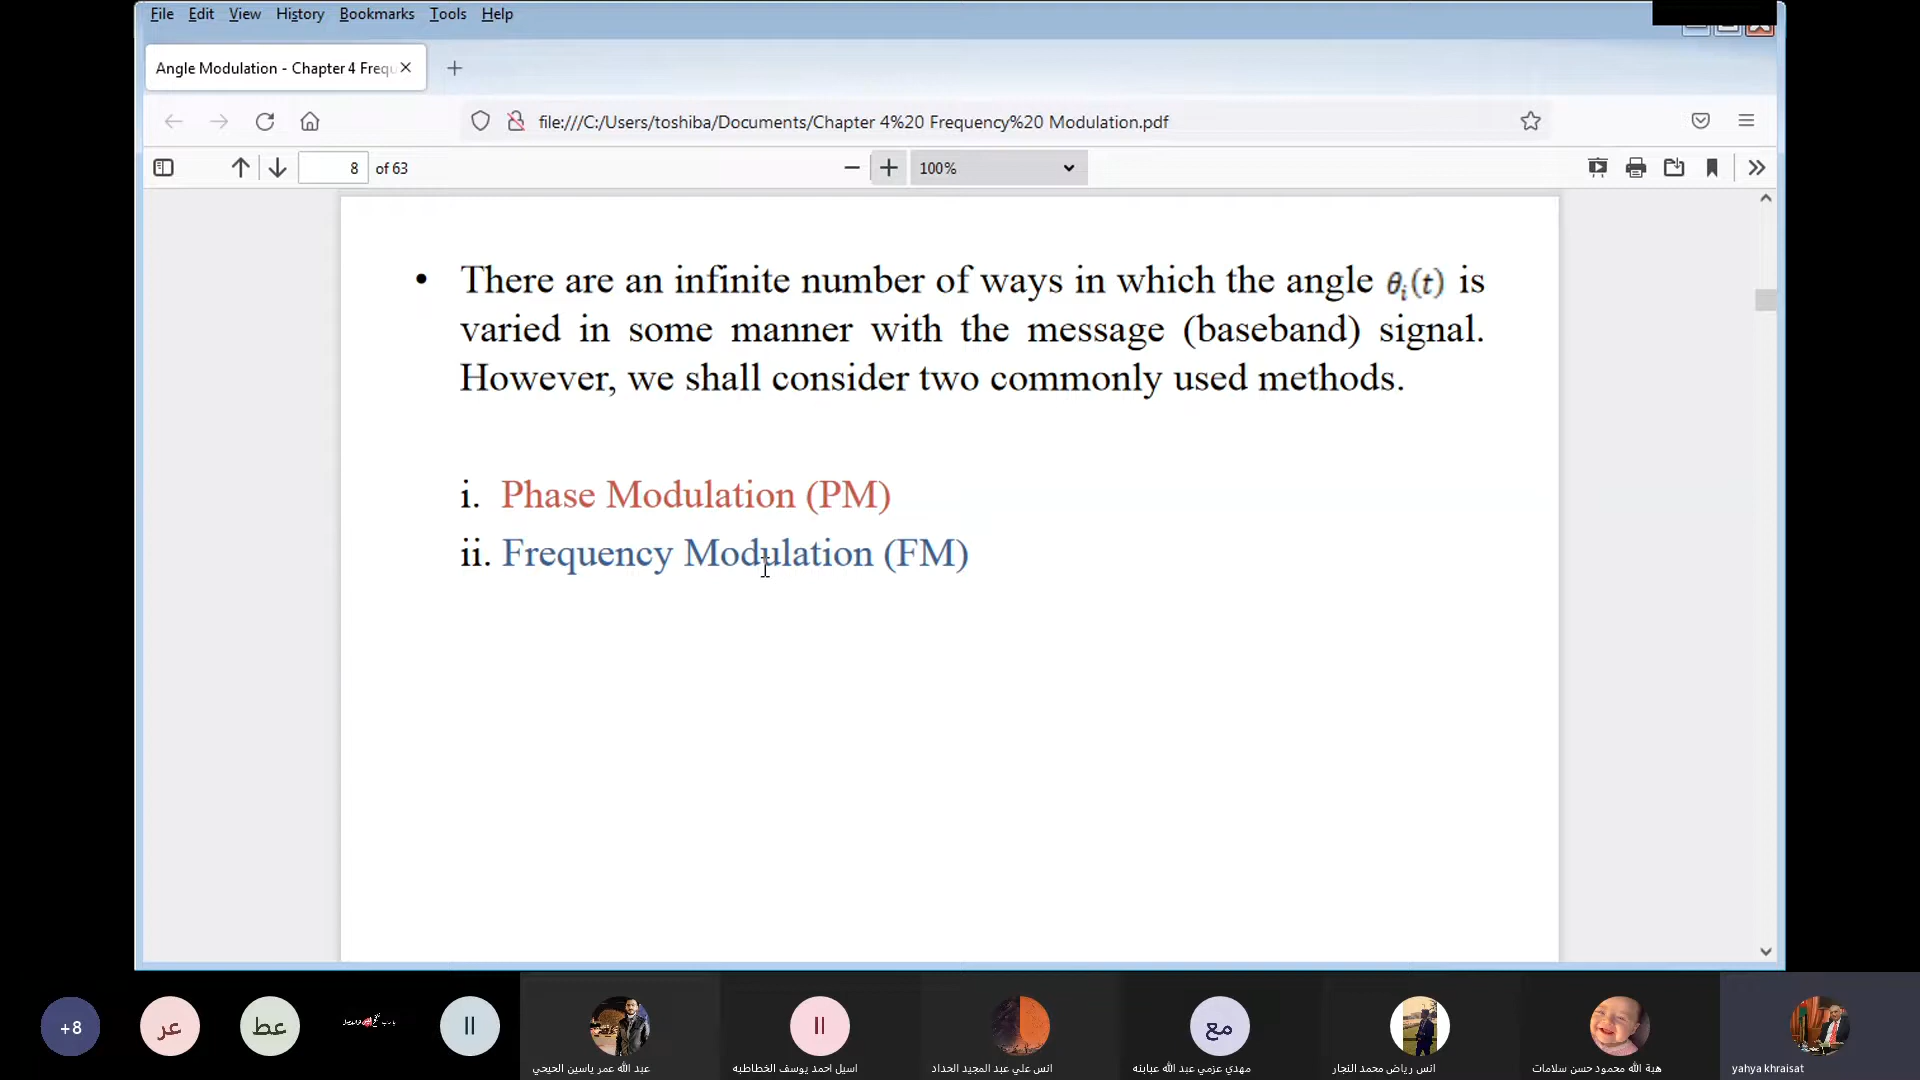 File Edit View History Bookmarks Tools Help
Angle Modulation - Chapter 4 Frequ
file:///C:/Users/toshiba/Documents/Chapter 4%20 Frequency%20 Modulation.pdf
8 of 63
100%
• There are an infinite number of ways in which the angle θᵢ(t) is
varied in some manner with the message (baseband) signal.
However, we shall consider two commonly used methods.
i. Phase Modulation (PM)
ii. Frequency Modulation (FM)
+8
عر
عط
اا
اا
مع
عبد الله عمر ياسين الحيحي
اسيل احمد يوسف الخطاطبه
انس علي عبد المجيد الحداد
مهدي عزمي عبد الله عبابنه
انس رياض محمد النجار
هبة الله محمود حسن سلامات
yahya khraisat